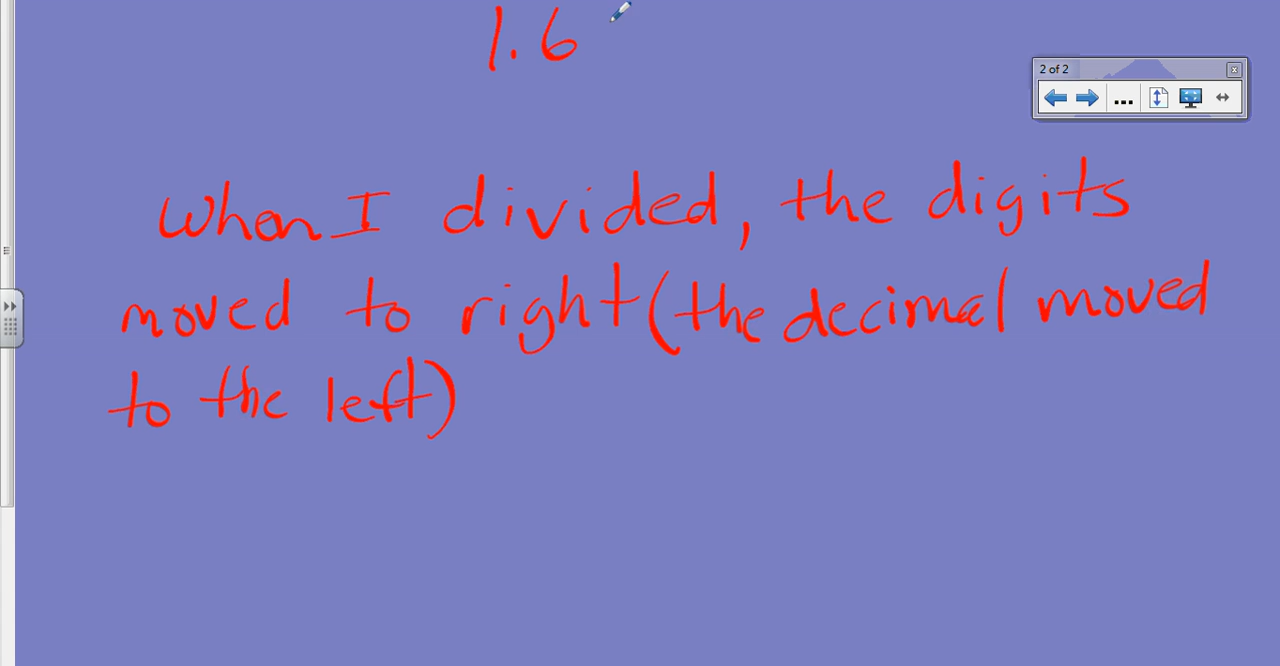 1.6
2 of 2
...
When I divided, the digits
moved to right (the decimal moved
to the left)